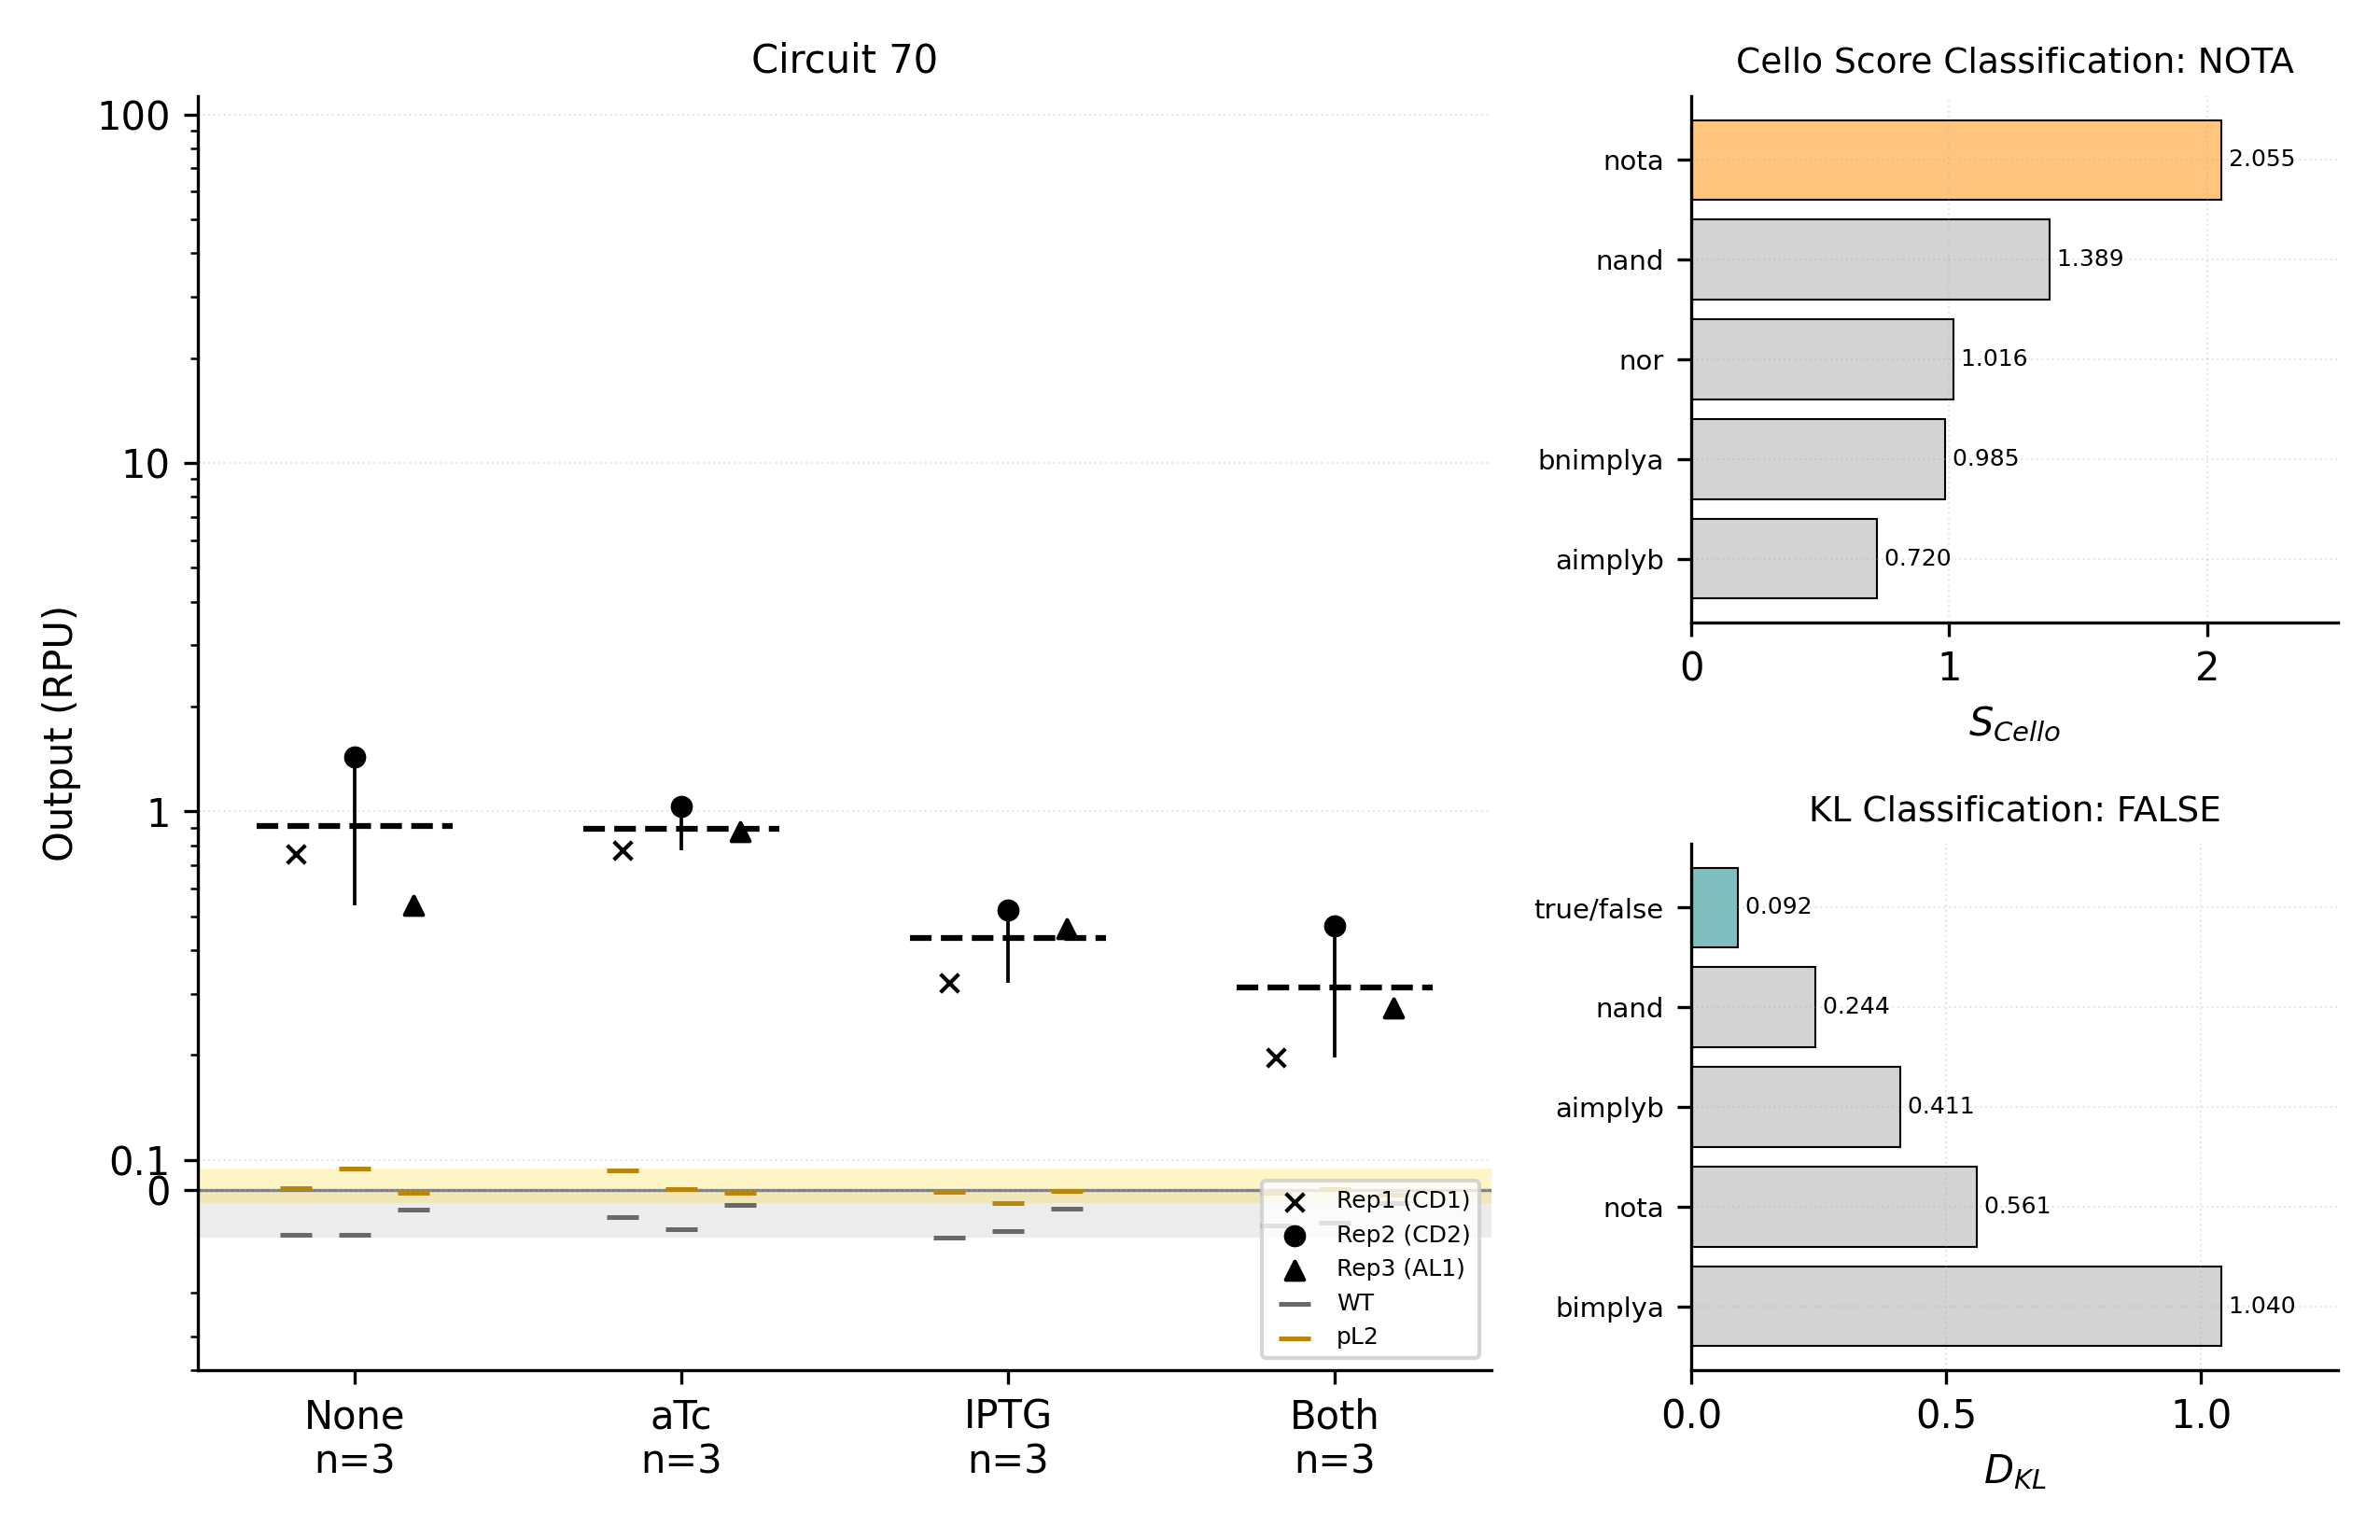 Circuit 70
Output (RPU)
100
10
1
0.1
0
None
n=3
aTc
n=3
IPTG
n=3
Both
n=3
Rep1 (CD1)
Rep2 (CD2)
Rep3 (AL1)
WT
pL2
Cello Score Classification: NOTA
nota
2.055
nand
1.389
nor
1.016
bnimplya
0.985
aimplyb
0.720
0
1
2
S_Cello
KL Classification: FALSE
true/false
0.092
nand
0.244
aimplyb
0.411
nota
0.561
bimplya
1.040
0.0
0.5
1.0
D_KL